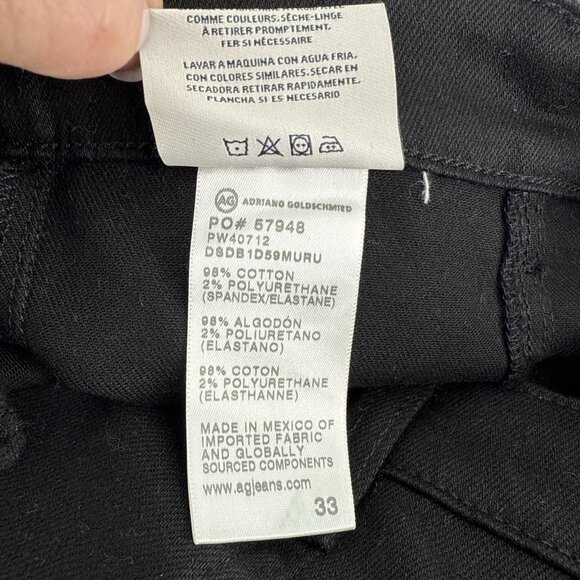 COMME COULEURS, SÈCHE-LINGE
À RETIRER PROMPTEMENT,
FER SI NÉCESSAIRE
LAVAR A MAQUINA CON AGUA FRIA,
CON COLORES SIMILARES, SECAR EN
SECADORA RETIRAR RAPIDAMENTE,
PLANCHA SI ES NECESARIO
AG ADRIANO GOLDSCHMIED
PO# 57948
PW40712
DSDB1D59MURU
98% COTTON
2% POLYURETHANE
(SPANDEX/ELASTANE)
98% ALGODÓN
2% POLIURETANO
(ELASTANO)
98% COTON
2% POLYURETHANE
(ELASTHANNE)
MADE IN MEXICO OF
IMPORTED FABRIC
AND GLOBALLY
SOURCED COMPONENTS
www.agjeans.com
33